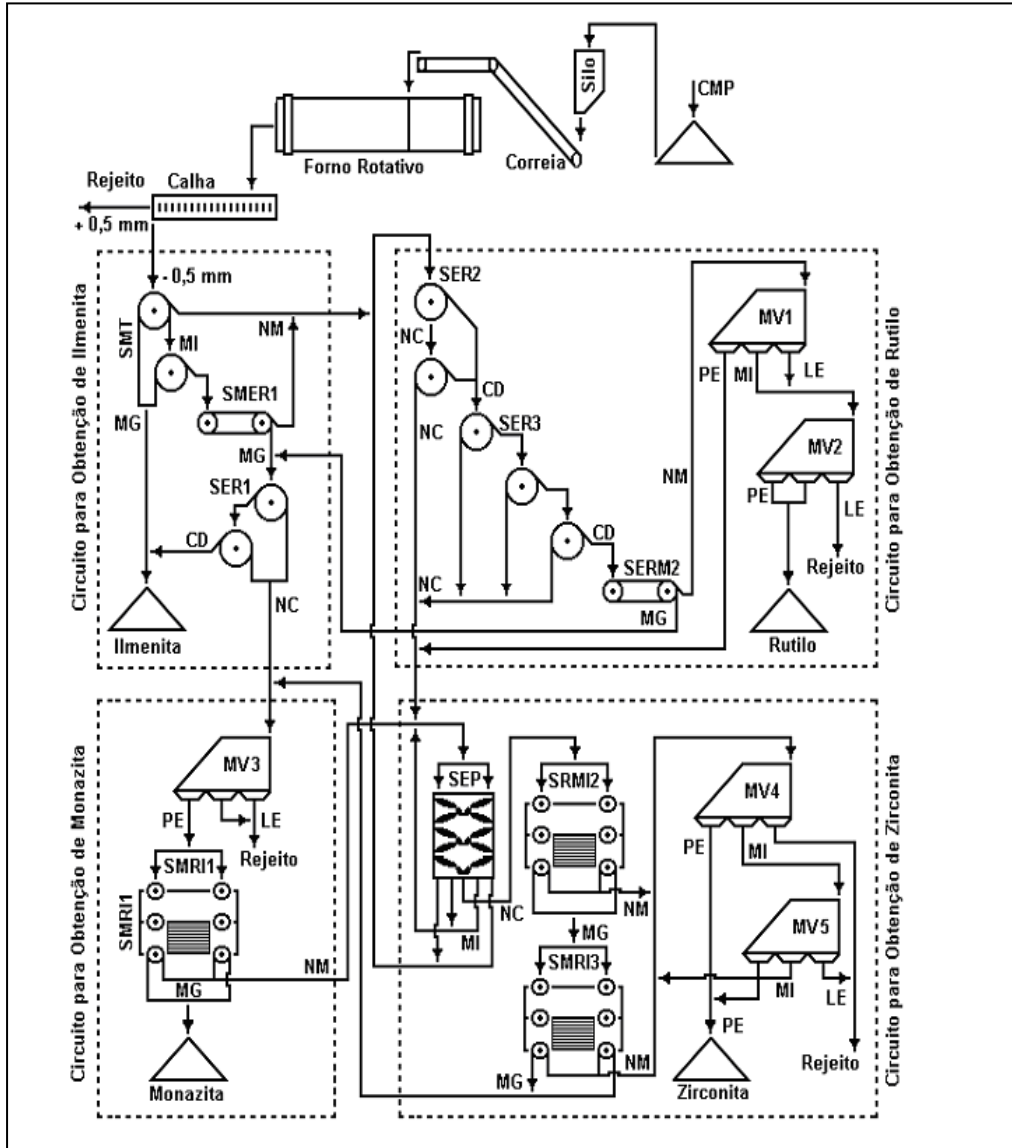 Silo
CMP
Correia
Forno Rotativo
Rejeito
Calha
+ 0,5 mm
- 0,5 mm
Circuito para Obtenção de Ilmenita
SMT
MI
NM
SMER1
MG
MG
SER1
CD
NC
Ilmenita
Circuito para Obtenção de Rutilo
SER2
NC
CD
NC
SER3
CD
SERM2
NC
MG
NM
MV1
PE
MI
LE
MV2
PE
LE
Rejeito
Rutilo
Circuito para Obtenção de Monazita
MV3
PE
LE
Rejeito
SMRI1
SMRI1
NM
MG
Monazita
Circuito para Obtenção de Zirconita
SEP
NC
MI
SRMI2
NM
MG
SMRI3
NM
MG
MV4
PE
MI
MV5
MI
LE
PE
Rejeito
Zirconita